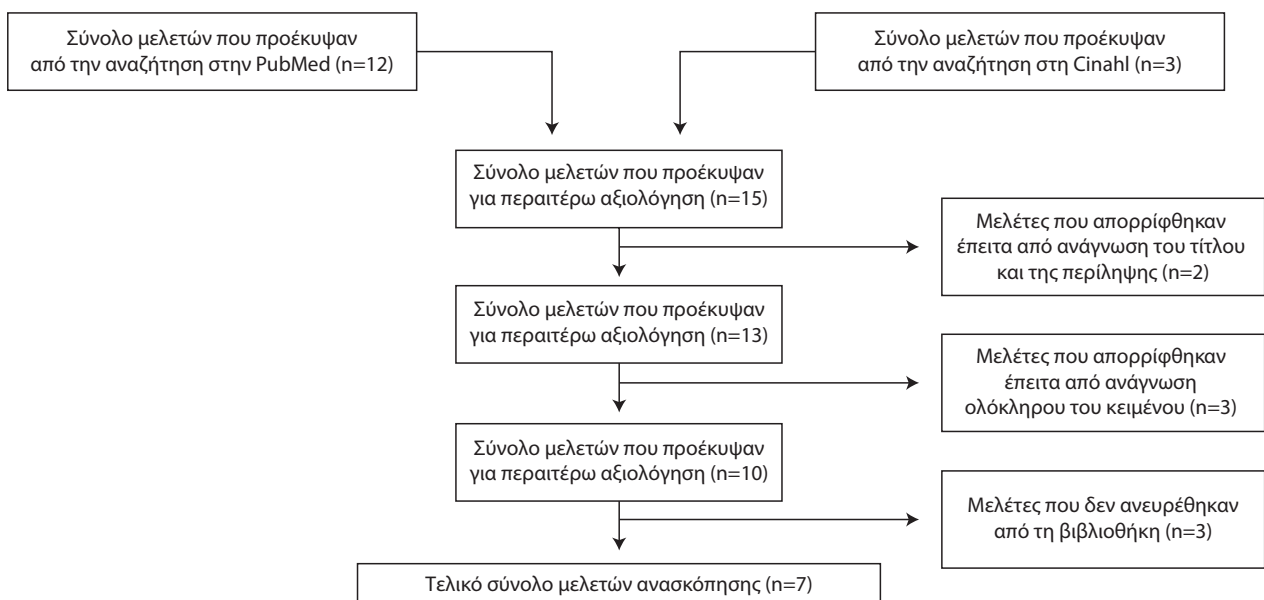 Σύνολο μελετών που προέκυψαν
από την αναζήτηση στην PubMed (n=12)
Σύνολο μελετών που προέκυψαν
από την αναζήτηση στη Cinahl (n=3)
Σύνολο μελετών που προέκυψαν
για περαιτέρω αξιολόγηση (n=15)
Μελέτες που απορρίφθηκαν
έπειτα από ανάγνωση του τίτλου
και της περίληψης (n=2)
Σύνολο μελετών που προέκυψαν
για περαιτέρω αξιολόγηση (n=13)
Μελέτες που απορρίφθηκαν
έπειτα από ανάγνωση
ολόκληρου του κειμένου (n=3)
Σύνολο μελετών που προέκυψαν
για περαιτέρω αξιολόγηση (n=10)
Μελέτες που δεν ανευρέθηκαν
από τη βιβλιοθήκη (n=3)
Τελικό σύνολο μελετών ανασκόπησης (n=7)